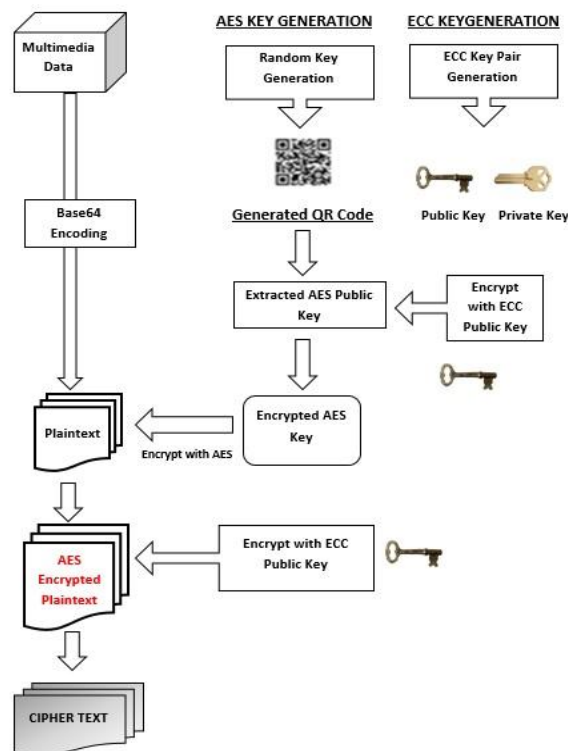 AES KEY GENERATION
ECC KEYGENERATION
Multimedia
Data
Random Key
Generation
ECC Key Pair
Generation
Base64
Encoding
Generated QR Code
Public Key
Private Key
Extracted AES Public
Key
Encrypt
with ECC
Public Key
Plaintext
Encrypt with AES
Encrypted AES
Key
AES
Encrypted
Plaintext
Encrypt with ECC
Public Key
CIPHER TEXT